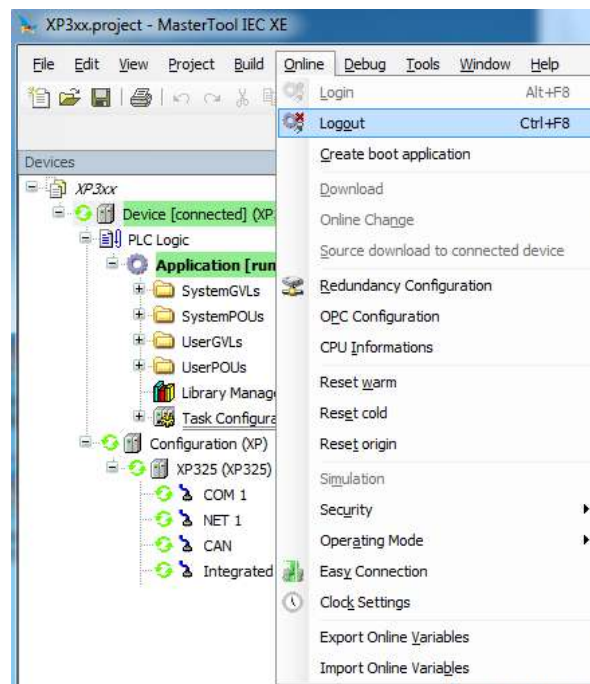 XP3xx.project - MasterTool IEC XE
File Edit View Project Build Online Debug Tools Window Help
Devices
XP3xx
Device [connected] (XP
PLC Logic
Application [run
SystemGVLs
SystemPOUs
UserGVLs
UserPOUs
Library Manag
Task Configura
Configuration (XP)
XP325 (XP325)
COM 1
NET 1
CAN
Integrated
Login Alt+F8
Logout Ctrl+F8
Create boot application
Download
Online Change
Source download to connected device
Redundancy Configuration
OPC Configuration
CPU Informations
Reset warm
Reset cold
Reset origin
Simulation
Security
Operating Mode
Easy Connection
Clock Settings
Export Online Variables
Import Online Variables